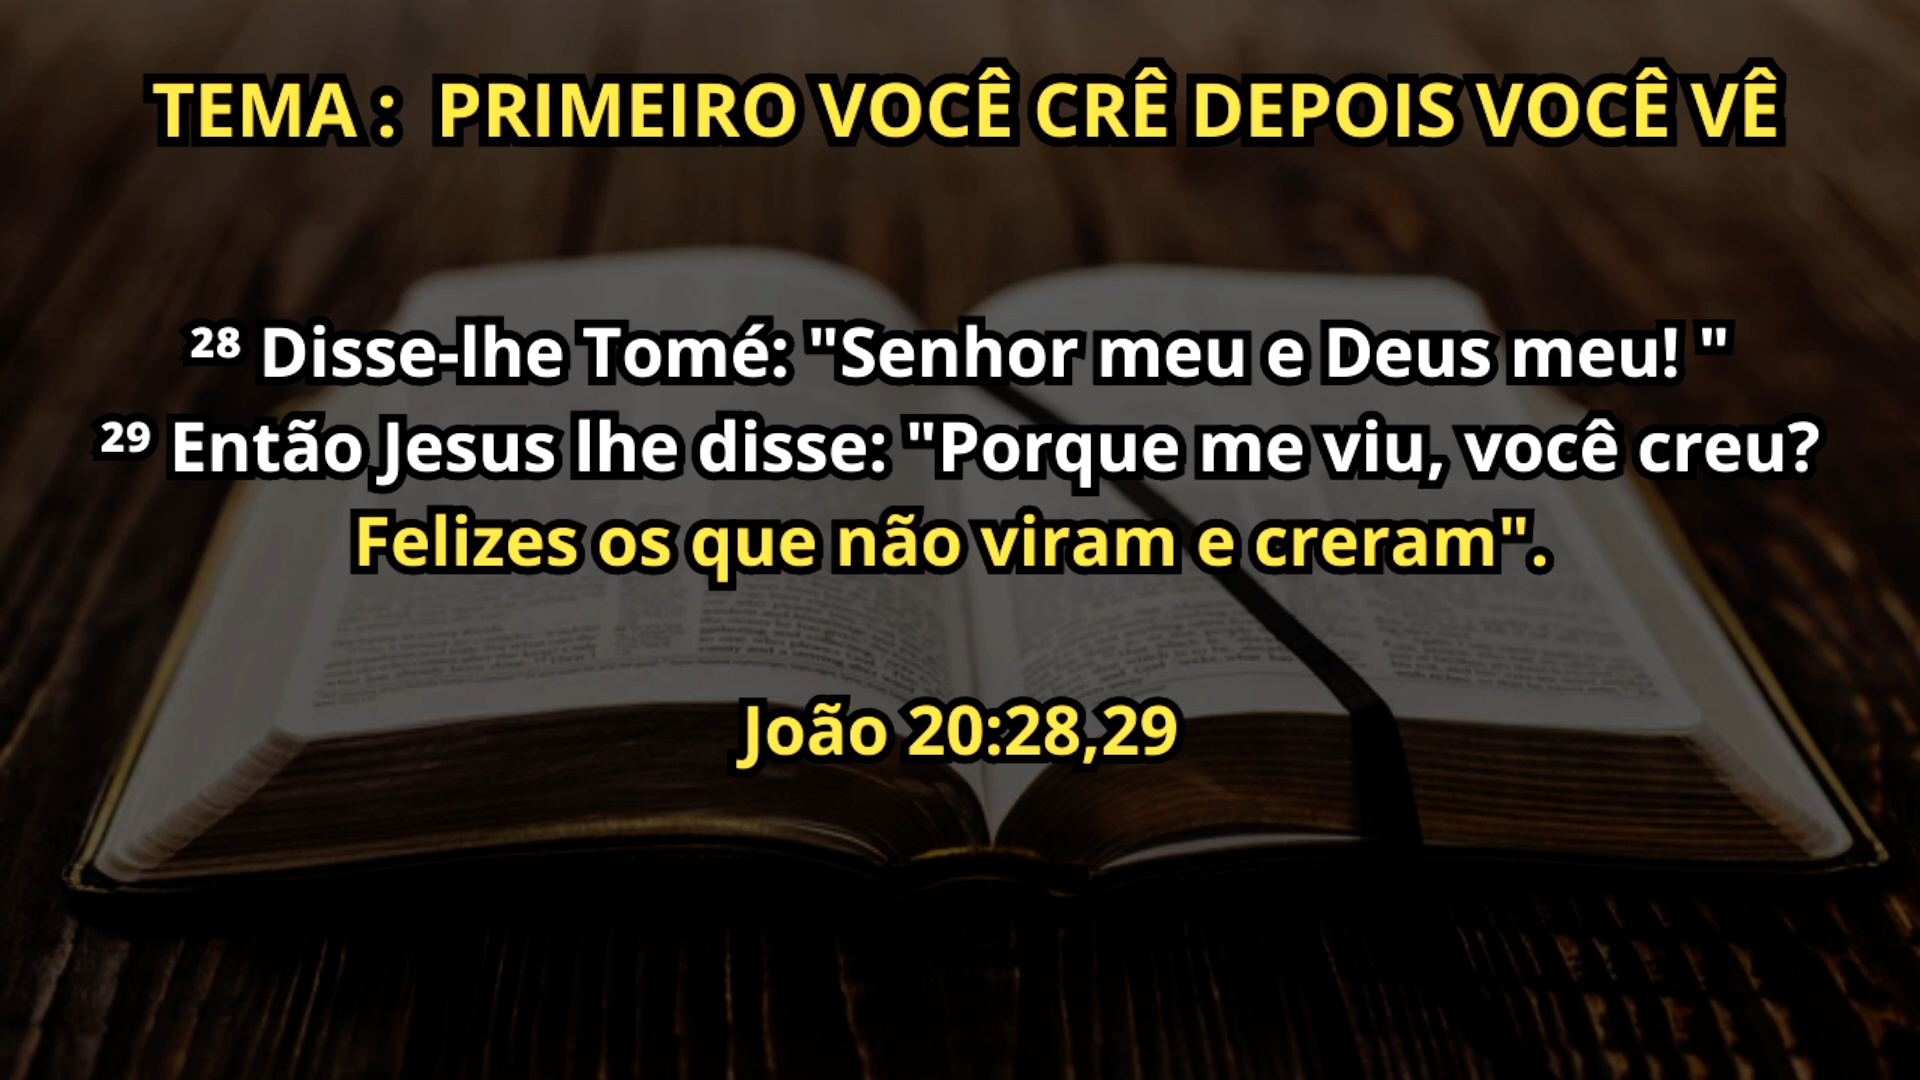 TEMA : PRIMEIRO VOCÊ CRÊ DEPOIS VOCÊ VÊ
²⁸ Disse-lhe Tomé: "Senhor meu e Deus meu! "
²⁹ Então Jesus lhe disse: "Porque me viu, você creu?
Felizes os que não viram e creram".
João 20:28,29